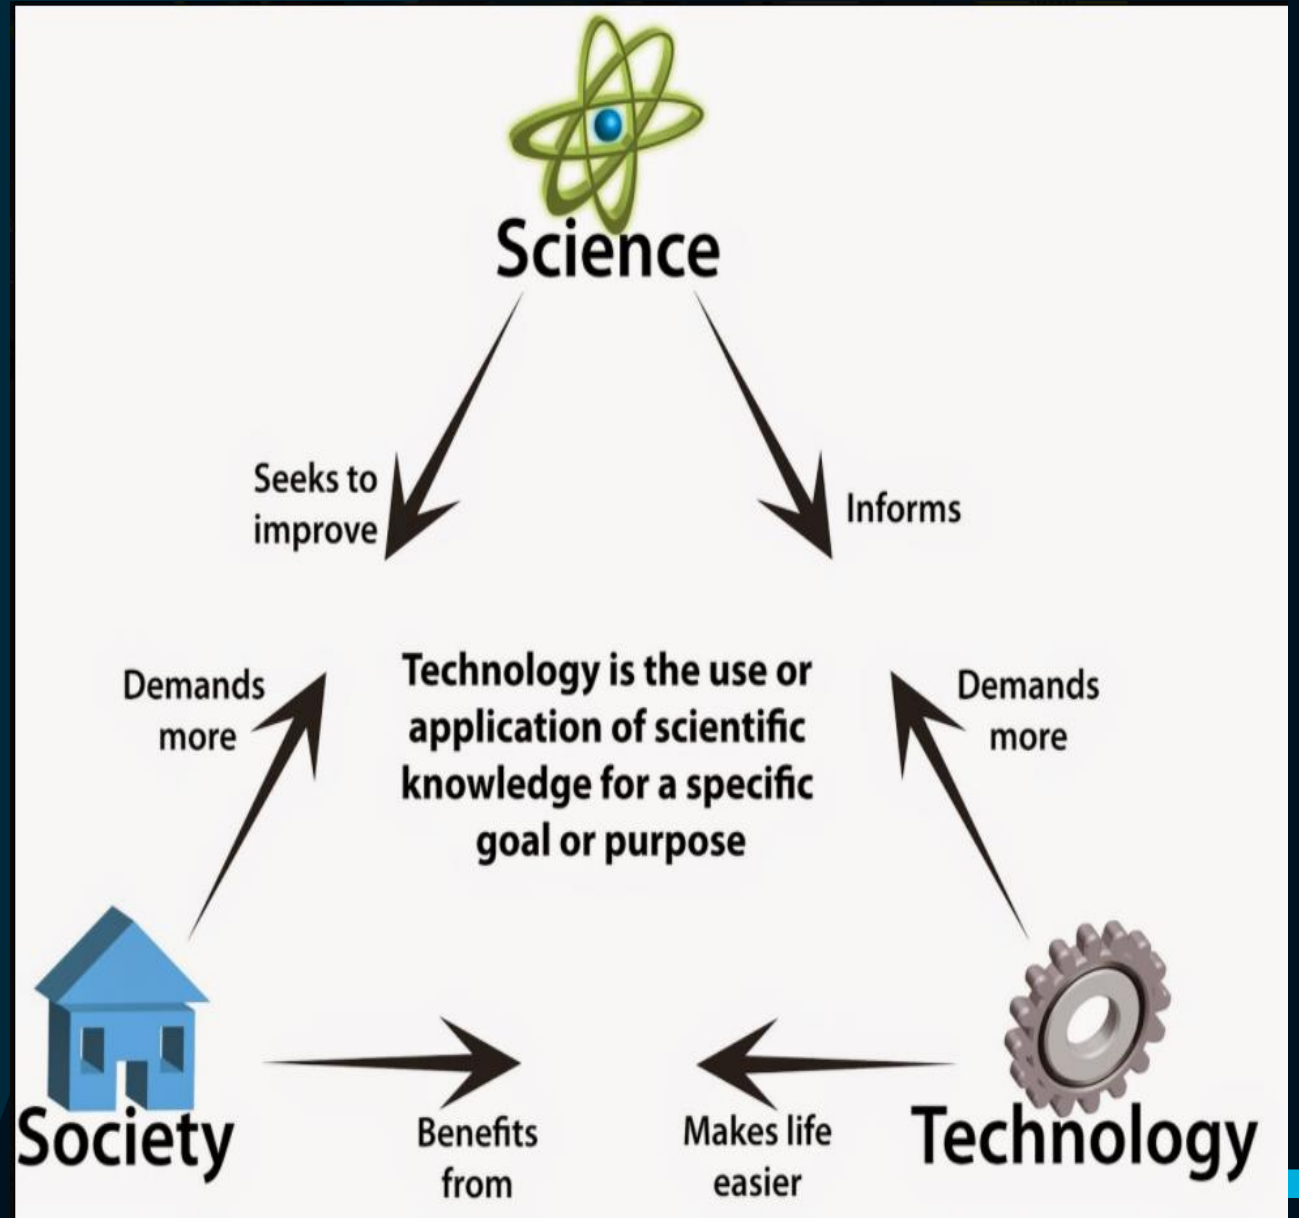 Science
Seeks to
improve
Informs
Demands
more
Technology is the use or
application of scientific
knowledge for a specific
goal or purpose
Demands
more
Society
Benefits
from
Makes life
easier
Technology